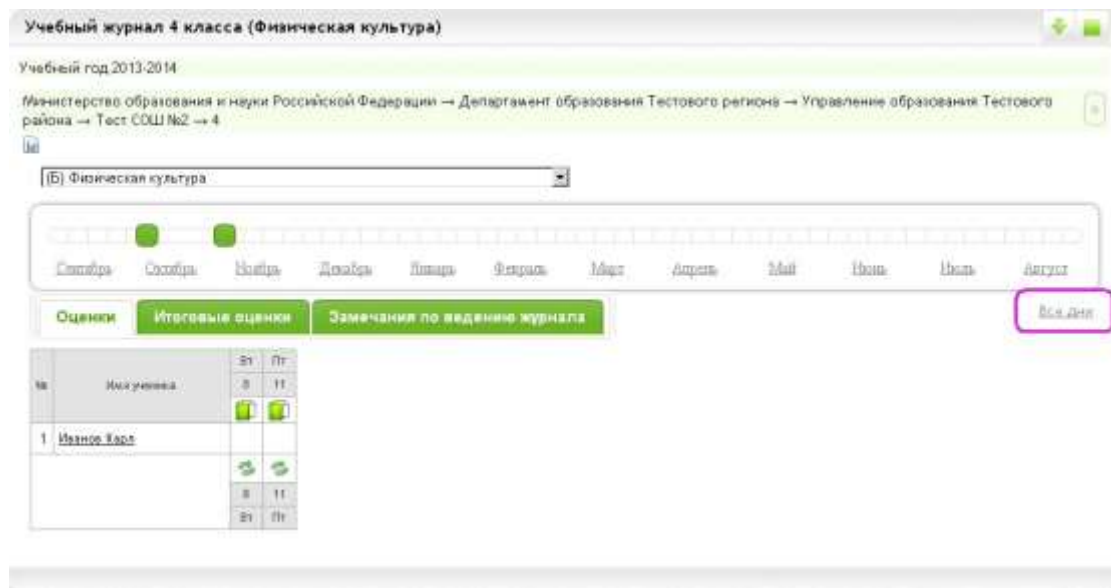 Учебный журнал 4 класса (Физическая культура)
Учебный год 2013-2014
Министерство образования и науки Российской Федерации → Департамент образования Тестового региона → Управление образования Тестового
района → Тест СОШ №2 → 4
(Б) Физическая культура
Сентябрь Октябрь Ноябрь Декабрь Январь Февраль Март Апрель Май Июнь Июль Август
Оценки Итоговые оценки Замечания по ведению журнала Все дни
Вт Пт
№ Имя ученика 8 11
1 Иванов Карл
8 11
Вт Пт